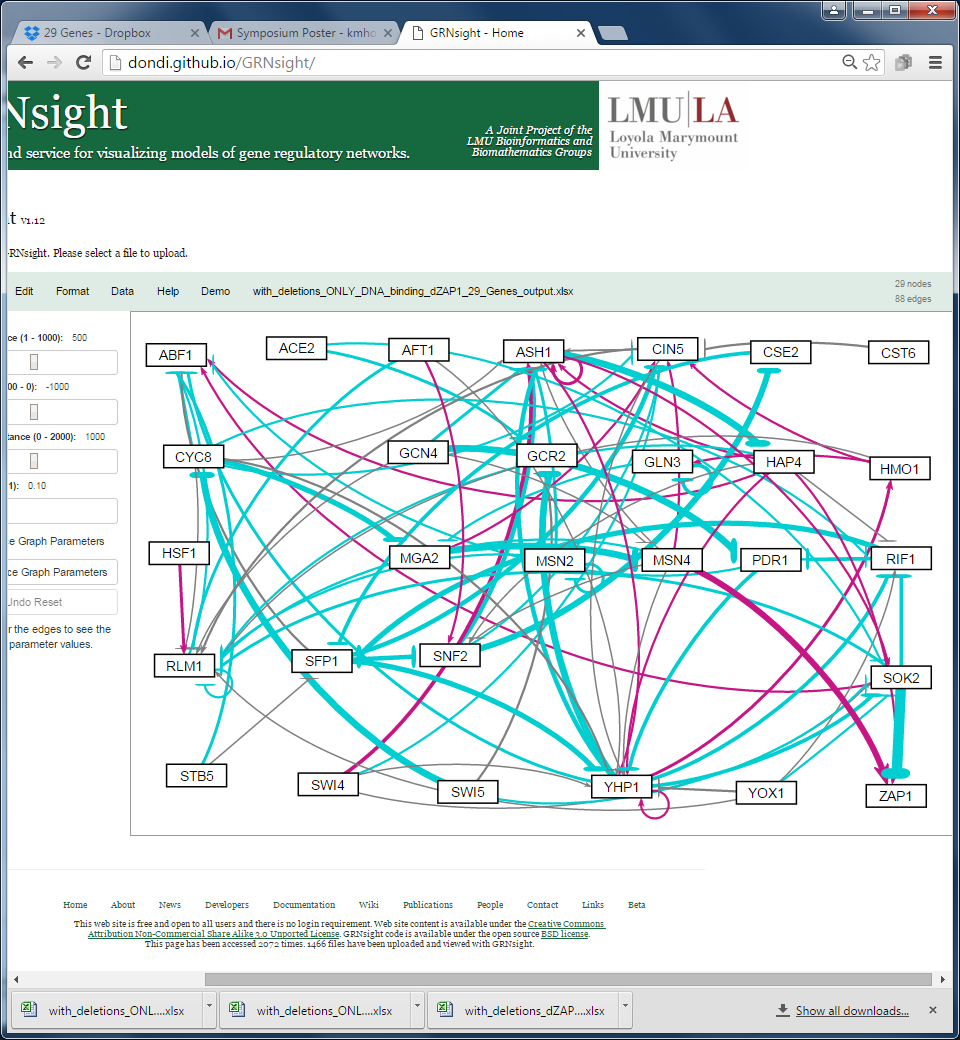 29 Genes - Dropbox
Symposium Poster - kmho
GRNsight - Home
dondi.github.io/GRNsight/
Nsight
nd service for visualizing models of gene regulatory networks.
A Joint Project of the
LMU Bioinformatics and
Biomathematics Groups
LMU|LA
Loyola Marymount
University
t v1.12
GRNsight. Please select a file to upload.
Edit Format Data Help Demo with_deletions_ONLY_DNA_binding_dZAP1_29_Genes_output.xlsx
29 nodes
88 edges
ce (1 - 1000): 500
00 - 0): -1000
tance (0 - 2000): 1000
1): 0.10
ce Graph Parameters
ce Graph Parameters
Undo Reset
r the edges to see the
parameter values.
ABF1 ACE2 AFT1 ASH1 CIN5 CSE2 CST6
CYC8 GCN4 GCR2 GLN3 HAP4 HMO1
HSF1 MGA2 MSN2 MSN4 PDR1 RIF1
RLM1 SFP1 SNF2 SOK2
STB5 SWI4 SWI5 YHP1 YOX1 ZAP1
Home About News Developers Documentation Wiki Publications People Contact Links Beta
This web site is free and open to all users and there is no login requirement. Web site content is available under the Creative Commons
Attribution Non-Commercial Share Alike 3.0 Unported License. GRNsight code is available under the open source BSD license.
This page has been accessed 2072 times. 1466 files have been uploaded and viewed with GRNsight.
with_deletions_ONL....xlsx with_deletions_ONL....xlsx with_deletions_dZAP....xlsx Show all downloads...